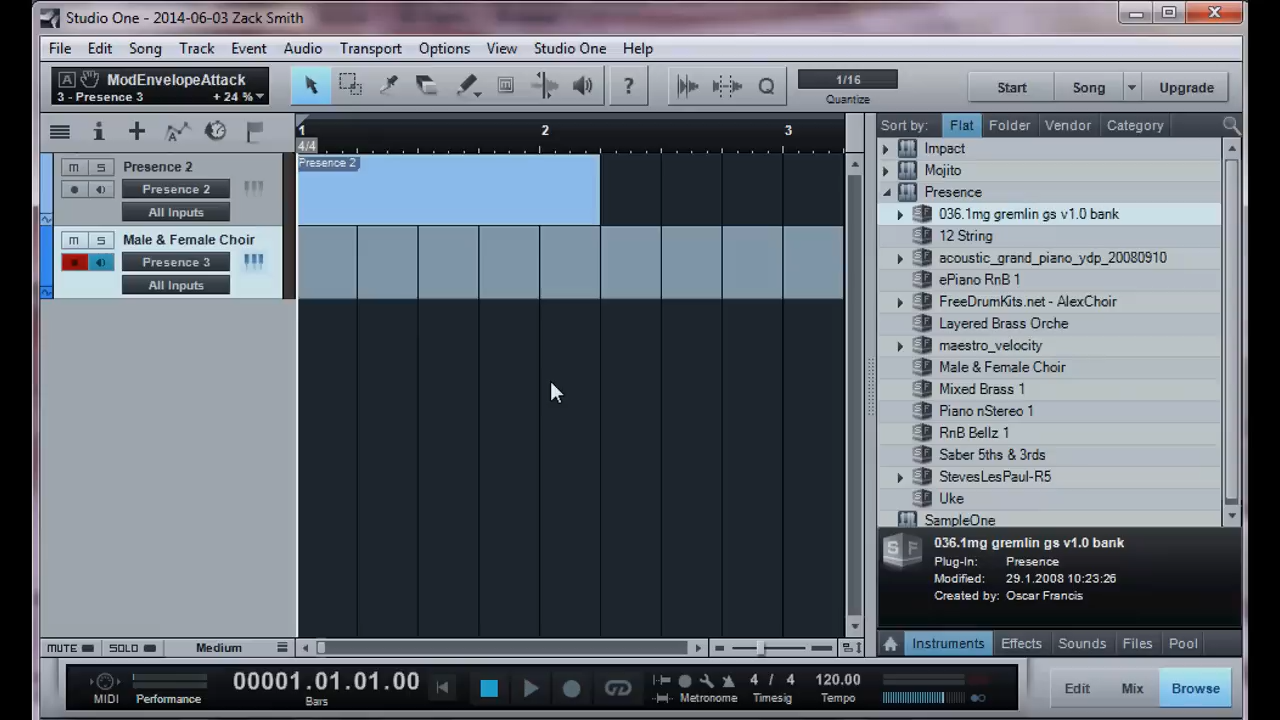 Studio One - 2014-06-03 Zack Smith
File Edit Song Track Event Audio Transport Options View Studio One Help
A ModEnvelopeAttack
3 - Presence 3 + 24 %
?
Q
1/16
Quantize
Start Song Upgrade
1 2 3
4/4
Sort by: Flat Folder Vendor Category
M S Presence 2
Presence 2
All Inputs
Presence 2
M S Male & Female Choir
Presence 3
All Inputs
Impact
Mojito
Presence
036.1mg gremlin gs v1.0 bank
12 String
acoustic_grand_piano_ydp_20080910
ePiano RnB 1
FreeDrumKits.net - AlexChoir
Layered Brass Orche
maestro_velocity
Male & Female Choir
Mixed Brass 1
Piano nStereo 1
RnB Bellz 1
Saber 5ths & 3rds
StevesLesPaul-R5
Uke
SampleOne
SF 036.1mg gremlin gs v1.0 bank
Plug-In: Presence
Modified: 29.1.2008 10:23:26
Created by: Oscar Francis
MUTE SOLO Medium
Instruments Effects Sounds Files Pool
MIDI Performance
00001.01.01.00
Bars
Metronome
4 / 4
Timesig
120.00
Tempo
Edit Mix Browse